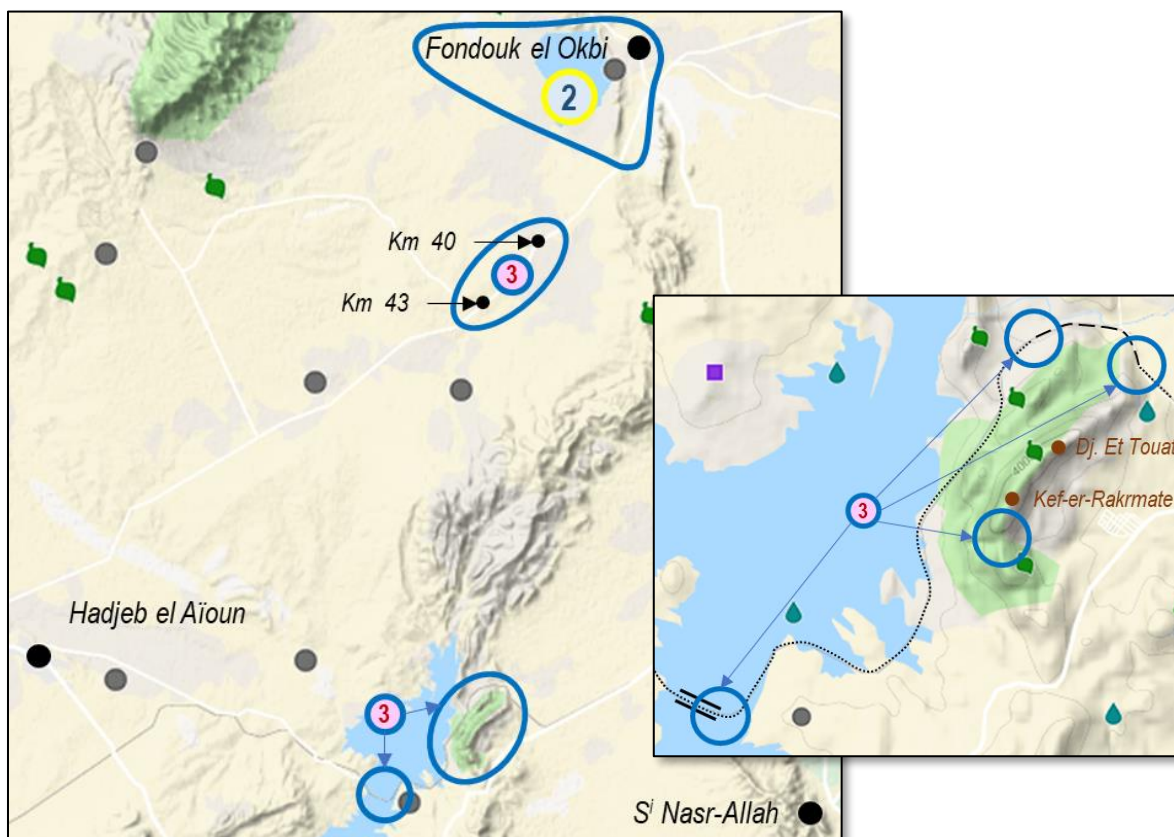 Fondouk el Okbi
2
Km 40
3
Km 43
Hadjeb el Aïoun
3
Sⁱ Nasr-Allah
Dj. Et Touat
400
3
Kef-er-Rakrmate